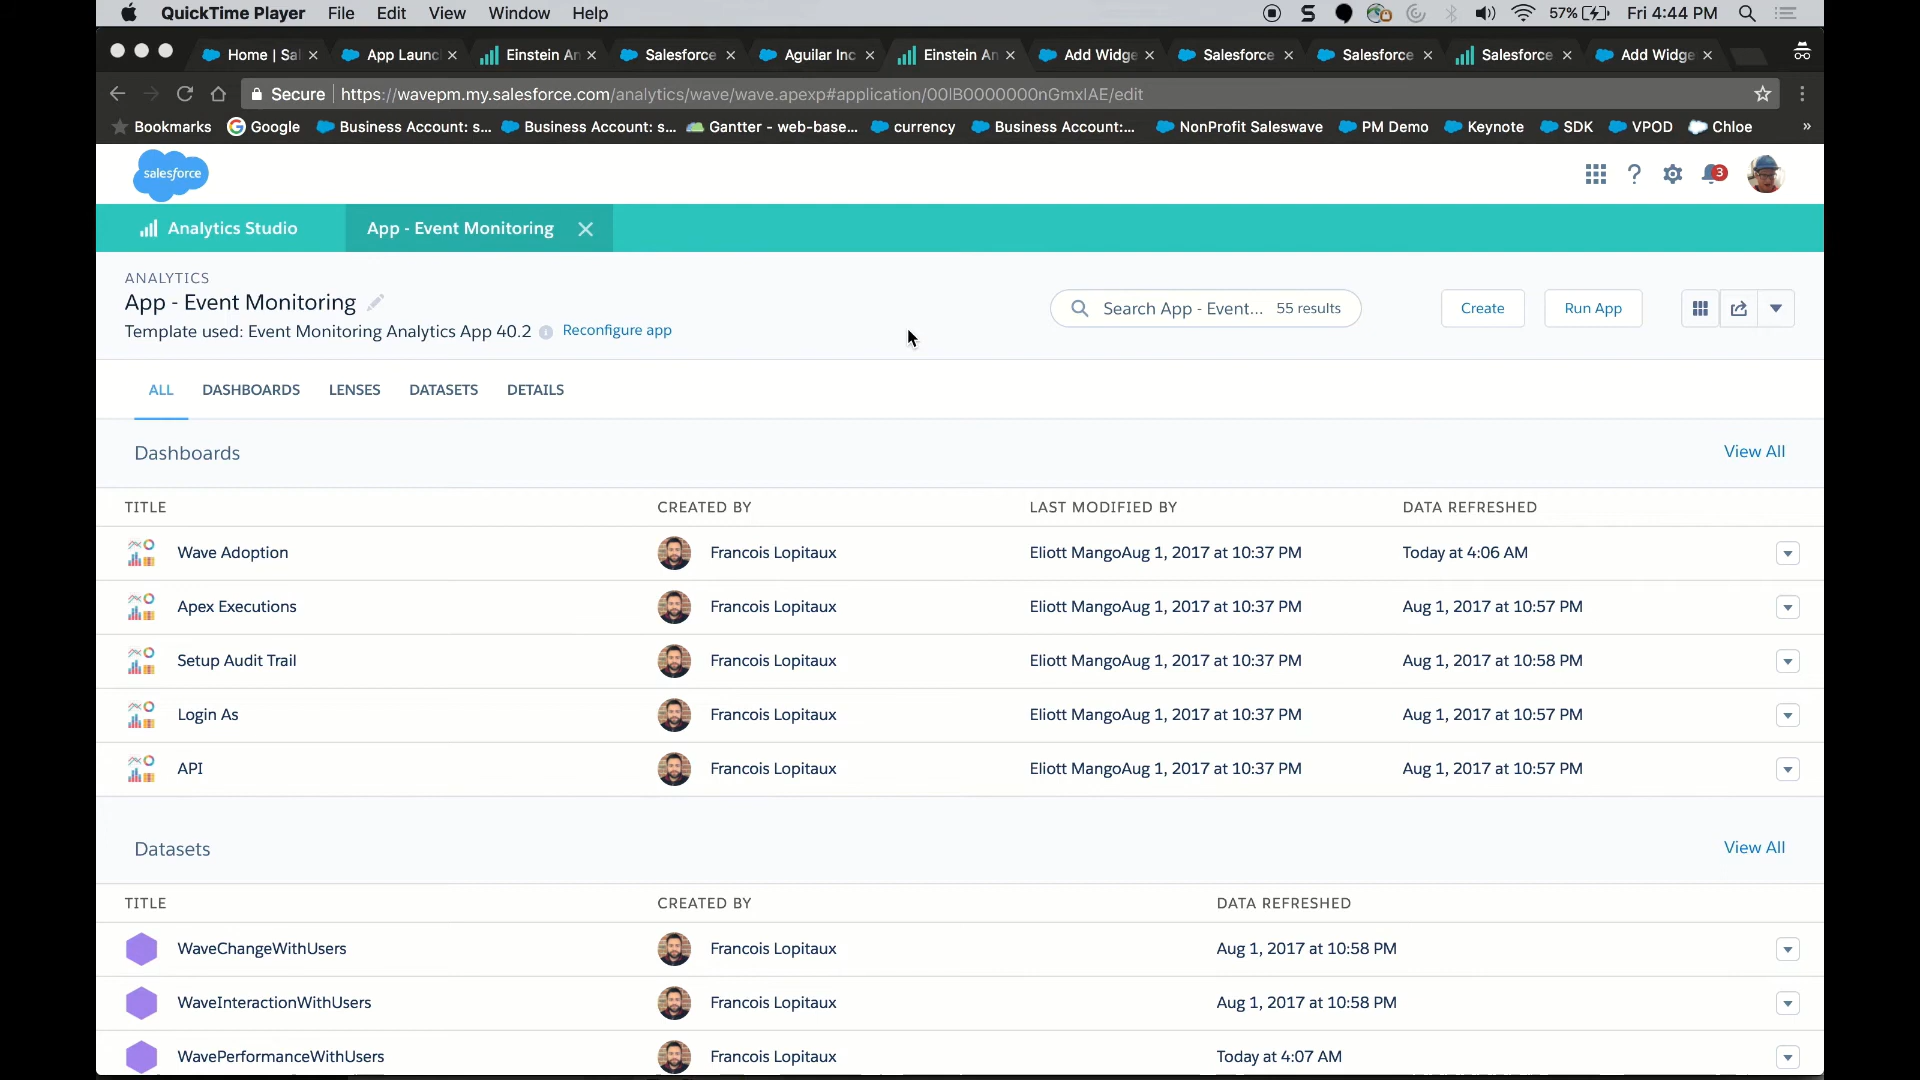 QuickTime Player File Edit View Window Help 57% Fri 4:44 PM
Home | Sal App Launc Einstein An Salesforce Aguilar Inc Einstein An Add Widge Salesforce Salesforce Salesforce Add Widge
Secure https://wavepm.my.salesforce.com/analytics/wave/wave.apexp#application/00lB0000000nGmxIAE/edit
Bookmarks Google Business Account: s... Business Account: s... Gantter - web-base... currency Business Account:... NonProfit Saleswave PM Demo Keynote SDK VPOD Chloe »
salesforce 3
Analytics Studio App - Event Monitoring
ANALYTICS
App - Event Monitoring
Template used: Event Monitoring Analytics App 40.2 Reconfigure app
Search App - Event... 55 results Create Run App
ALL DASHBOARDS LENSES DATASETS DETAILS
Dashboards View All
TITLE CREATED BY LAST MODIFIED BY DATA REFRESHED
Wave Adoption Francois Lopitaux Eliott MangoAug 1, 2017 at 10:37 PM Today at 4:06 AM
Apex Executions Francois Lopitaux Eliott MangoAug 1, 2017 at 10:37 PM Aug 1, 2017 at 10:57 PM
Setup Audit Trail Francois Lopitaux Eliott MangoAug 1, 2017 at 10:37 PM Aug 1, 2017 at 10:58 PM
Login As Francois Lopitaux Eliott MangoAug 1, 2017 at 10:37 PM Aug 1, 2017 at 10:57 PM
API Francois Lopitaux Eliott MangoAug 1, 2017 at 10:37 PM Aug 1, 2017 at 10:57 PM
Datasets View All
TITLE CREATED BY DATA REFRESHED
WaveChangeWithUsers Francois Lopitaux Aug 1, 2017 at 10:58 PM
WaveInteractionWithUsers Francois Lopitaux Aug 1, 2017 at 10:58 PM
WavePerformanceWithUsers Francois Lopitaux Today at 4:07 AM